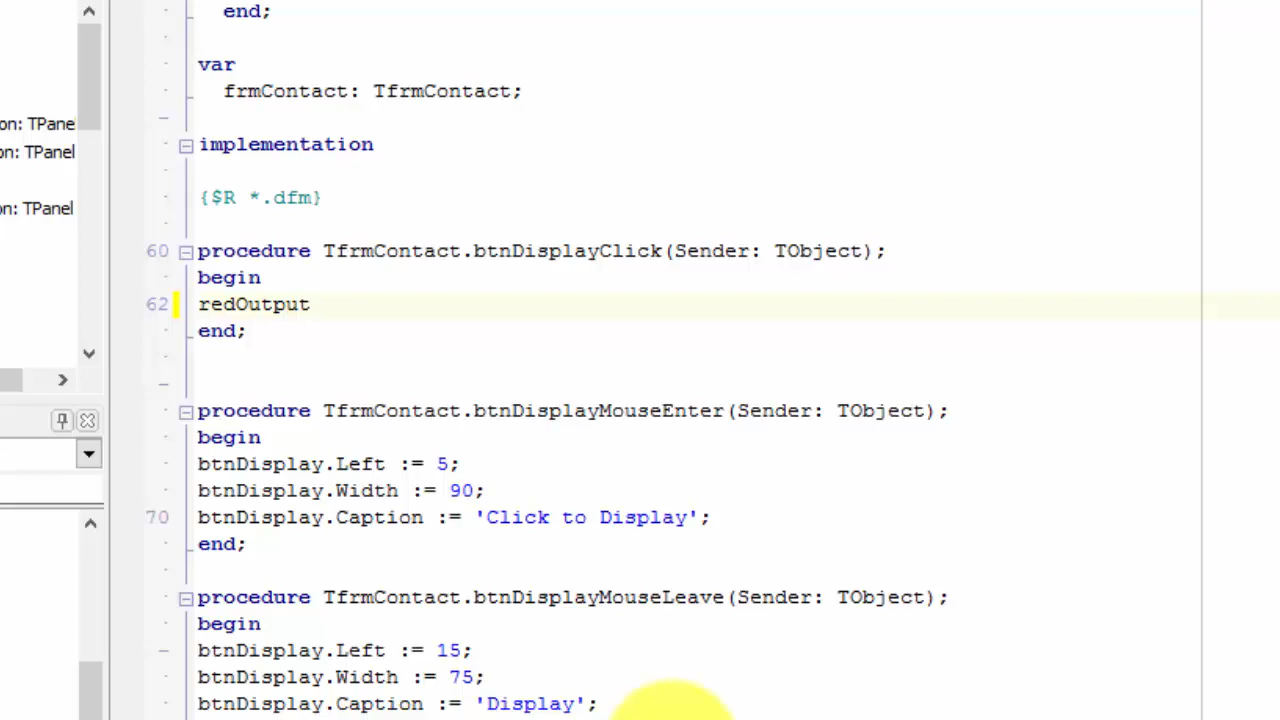 end;
var
frmContact: TfrmContact;
on: TPanel
implementation
on: TPanel
{$R *.dfm}
on: TPanel
60 procedure TfrmContact.btnDisplayClick(Sender: TObject);
begin
62 redOutput
end;
procedure TfrmContact.btnDisplayMouseEnter(Sender: TObject);
begin
btnDisplay.Left := 5;
btnDisplay.Width := 90;
70 btnDisplay.Caption := 'Click to Display';
end;
procedure TfrmContact.btnDisplayMouseLeave(Sender: TObject);
begin
btnDisplay.Left := 15;
btnDisplay.Width := 75;
btnDisplay.Caption := 'Display';